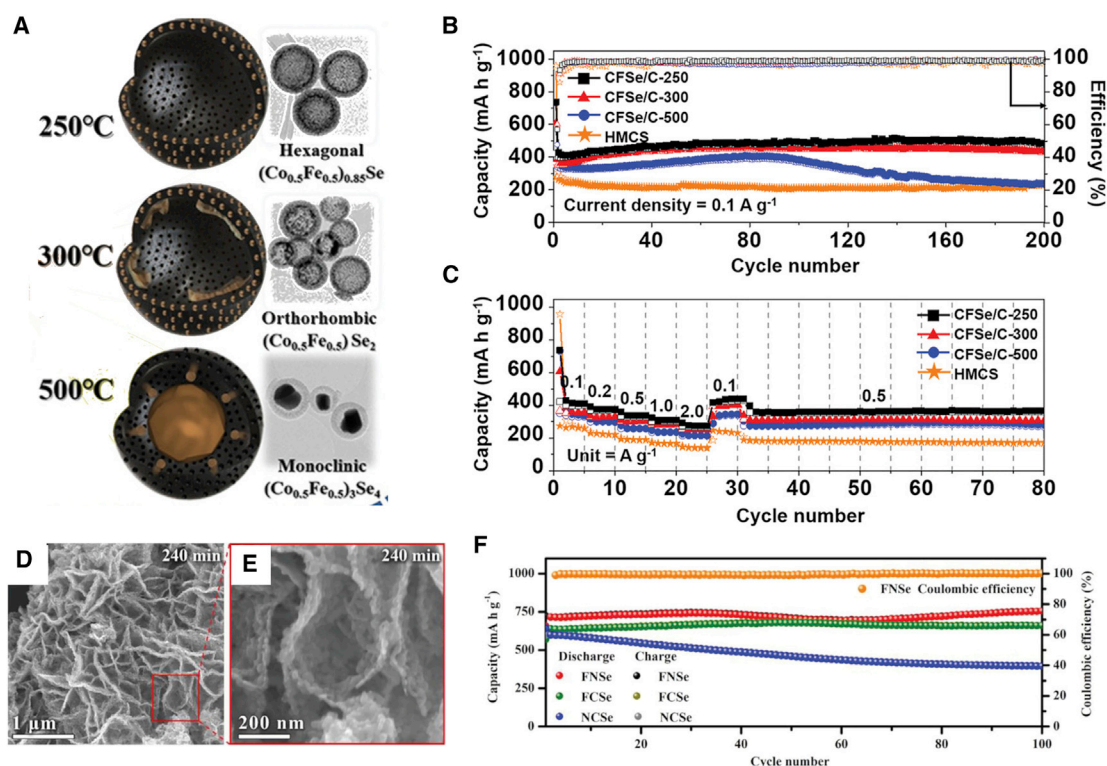 A
250℃
Hexagonal
(Co0.5Fe0.5)0.85Se
300℃
Orthorhombic
(Co0.5Fe0.5) Se2
500℃
Monoclinic
(Co0.5Fe0.5)3Se4
B
Capacity (mA h g-1)
1000
800
600
400
200
0
CFSe/C-250
CFSe/C-300
CFSe/C-500
HMCS
Current density = 0.1 A g-1
100
80
60
40
20
0
Efficiency (%)
0 40 80 120 160 200
Cycle number
C
Capacity (mA h g-1)
1000
800
600
400
200
0
CFSe/C-250
CFSe/C-300
CFSe/C-500
HMCS
0.1 0.2 0.5 1.0 2.0 0.1 0.5
Unit = A g-1
0 10 20 30 40 50 60 70 80
Cycle number
D
240 min
1 μm
E
240 min
200 nm
F
Capacity (mAh g-1)
1000
750
500
250
0
FNSe Coulombic efficiency
Discharge Charge
FNSe FNSe
FCSe FCSe
NCSe NCSe
100
80
60
40
20
0
Coulombic efficiency (%)
20 40 60 80 100
Cycle number